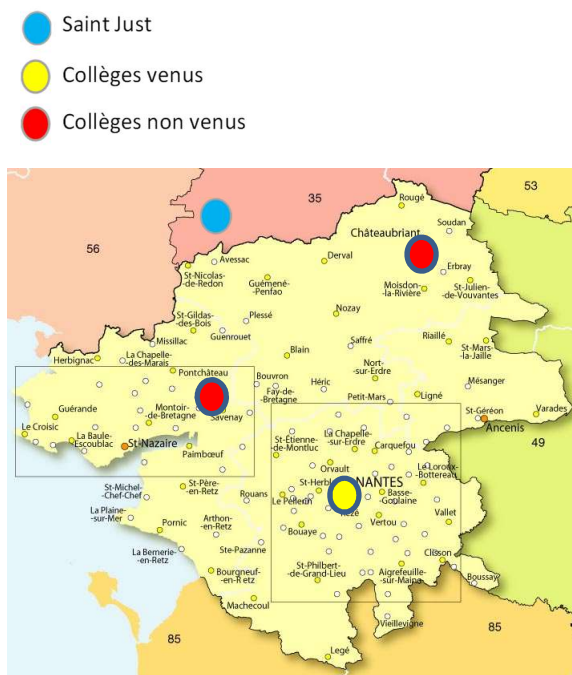 Saint Just
Collèges venus
Collèges non venus
35
53
56
Rougé
Soudan
Châteaubriant
Avessac
Derval
Erbray
St-Nicolas-
-de-Redon
Guémené-
-Penfao
Moisdon-
-la-Rivière
St-Julien-
-de-Vouvantes
St-Gildas-
-des-Bois
Plessé
Nozay
Guenrouet
Missillac
Saffré
Riaillé
St-Mars-
-la-Jaille
Herbignac
La Chapelle-
-des-Marais
Blain
Nort-
-sur-Erdre
Pontchâteau
Bouvron
Héric
Mésanger
Fay-de-
-Bretagne
Petit-Mars
Ligné
Guérande
Montoir-
-de-Bretagne
Savenay
St-Géréon
Varades
Ancenis
Le Croisic
La Baule-
Escoublac
St-Nazaire
St-Étienne-
-de-Montluc
La Chapelle-
-sur-Erdre
Carquefou
49
Paimbœuf
Orvault
Le Loroux-
-Bottereau
St-Michel-
-Chef-Chef
St-Père-
-en-Retz
Rouans
St-Herblain
NANTES
Le Pellerin
Basse-
-Goulaine
La Plaine-
-sur-Mer
Pornic
Arthon-
-en-Retz
Bouaye
Rezé
Vertou
Vallet
La Bernerie-
-en-Retz
Ste-Pazanne
Clisson
Bourgneuf-
-en-Retz
St-Philbert-
-de-Grand-Lieu
Aigrefeuille-
-sur-Maine
Boussay
Machecoul
Vieillevigne
85
85
Legé